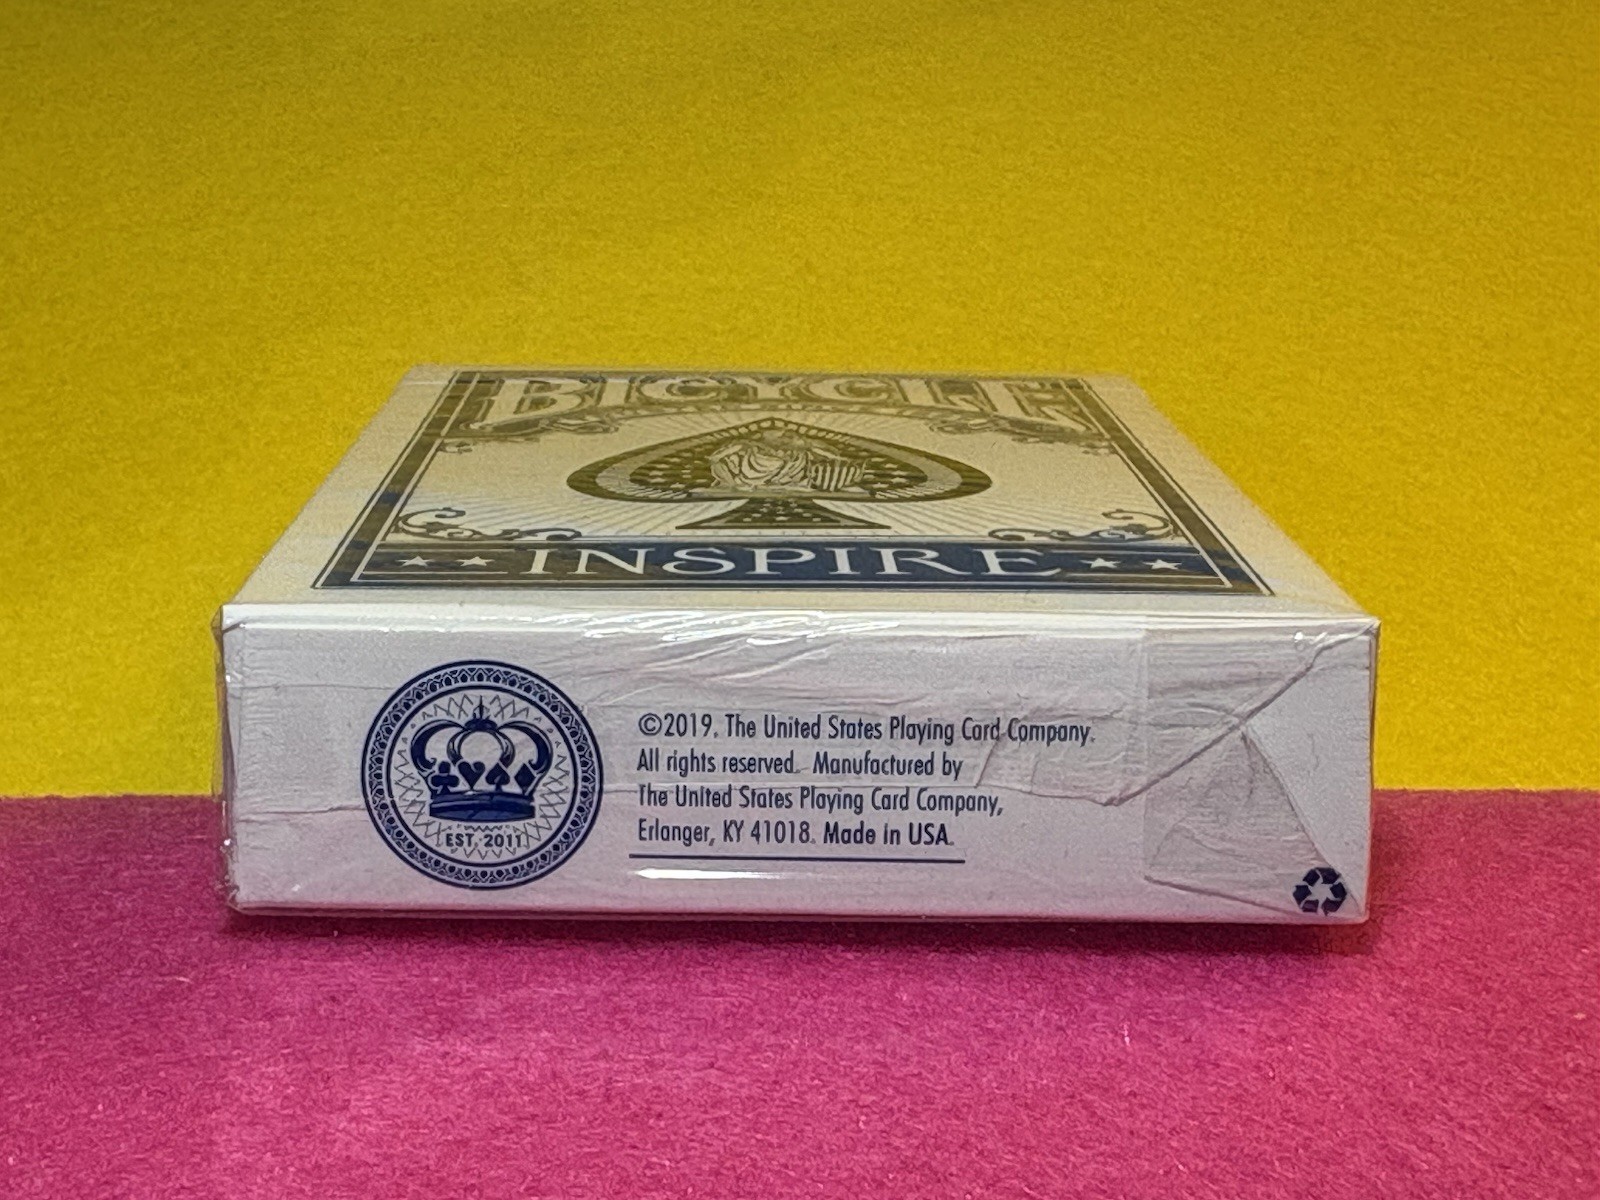 BICYCLE
INSPIRE
EST. 2011
©2019. The United States Playing Card Company.
All rights reserved. Manufactured by
The United States Playing Card Company,
Erlanger, KY 41018. Made in USA.